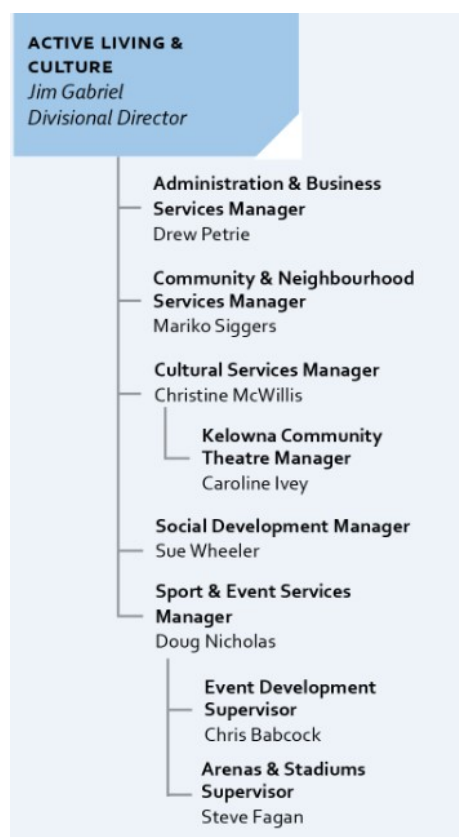 ACTIVE LIVING &
CULTURE
Jim Gabriel
Divisional Director
Administration & Business
Services Manager
Drew Petrie
Community & Neighbourhood
Services Manager
Mariko Siggers
Cultural Services Manager
Christine McWillis
Kelowna Community
Theatre Manager
Caroline Ivey
Social Development Manager
Sue Wheeler
Sport & Event Services
Manager
Doug Nicholas
Event Development
Supervisor
Chris Babcock
Arenas & Stadiums
Supervisor
Steve Fagan